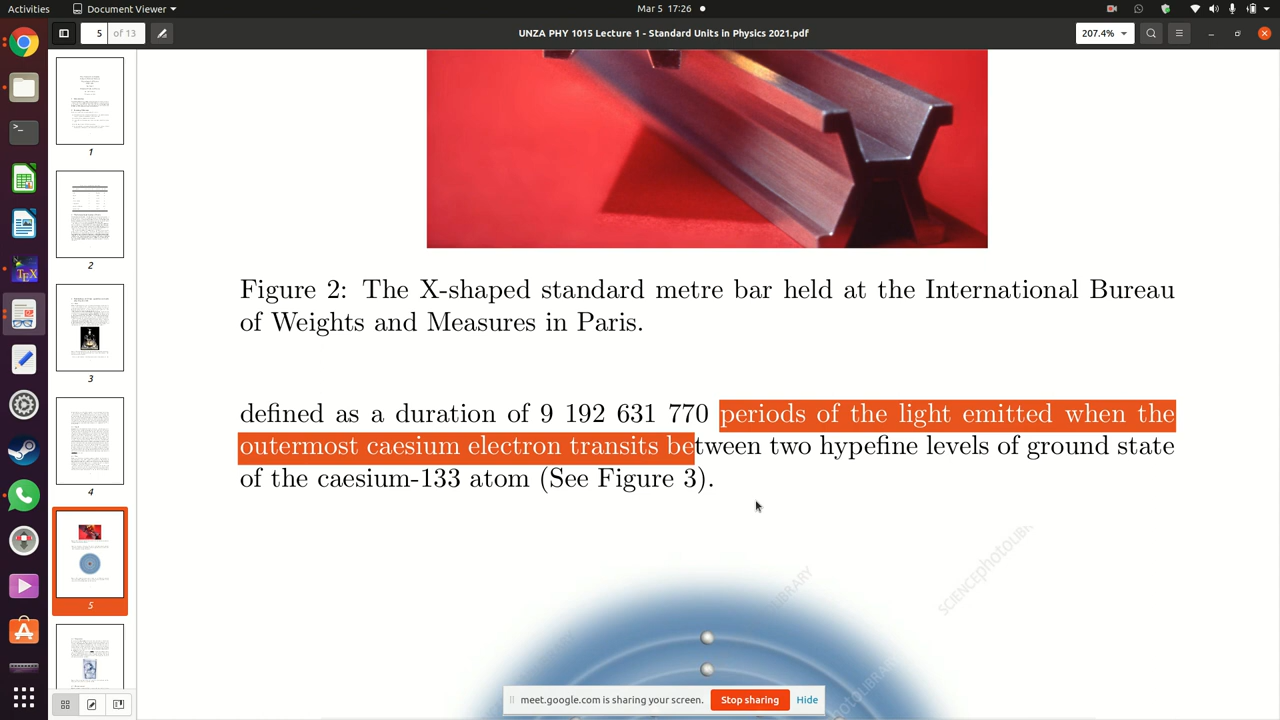 Activities
Document Viewer
Mar 5 17:26
5 of 13
UNZA PHY 1015 Lecture 1 - Standard Units in Physics 2021.pdf
207.4%
1
2
3
4
5
TEX
Figure 2: The X-shaped standard metre bar held at the International Bureau
of Weights and Measures in Paris.
defined as a duration of 9 192 631 770 periods of the light emitted when the
outermost caesium electron transits between two hypefine levels of ground state
of the caesium-133 atom (See Figure 3).
SCIENCEphotoLIBR
LIBRARY
meet.google.com is sharing your screen.
Stop sharing
Hide